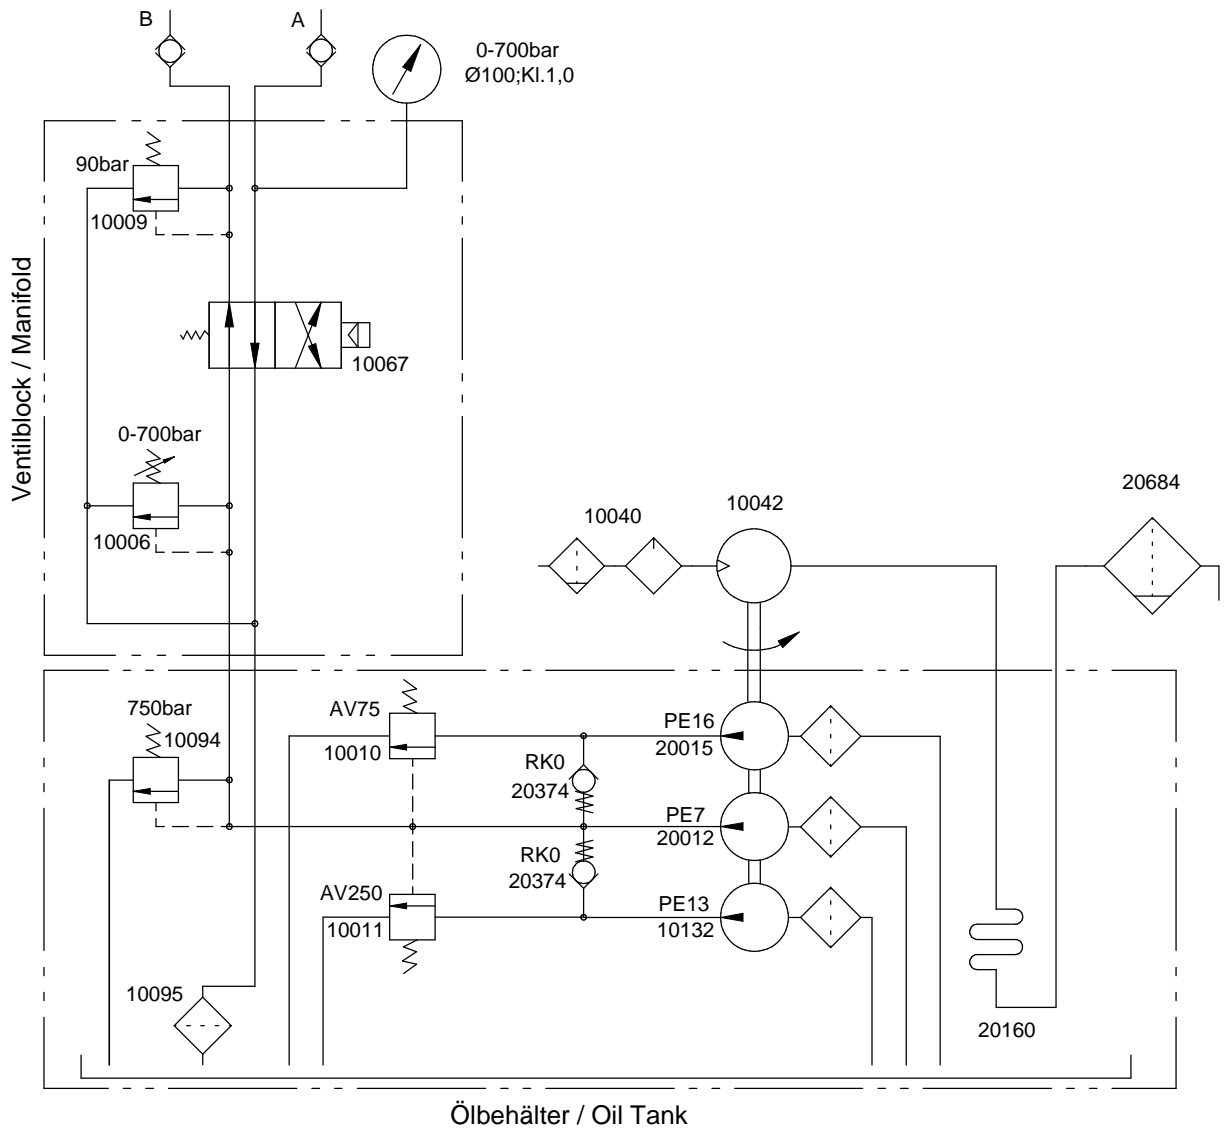 B
A
0-700bar
Ø100;Kl.1,0
90bar
10009
Ventilblock / Manifold
10067
0-700bar
10006
10040
10042
20684
750bar
10094
AV75
10010
RK0
20374
PE16
20015
PE7
20012
RK0
20374
AV250
10011
PE13
10132
10095
20160
Ölbehälter / Oil Tank